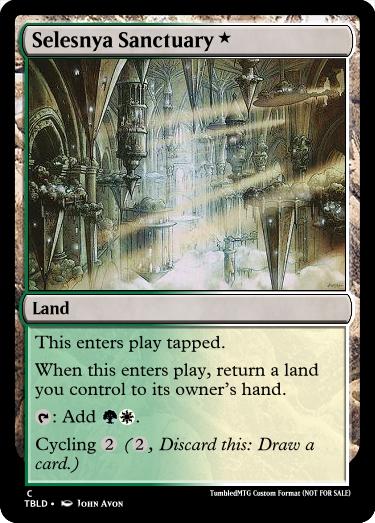 Selesnya Sanctuary ★
Land
This enters play tapped.
When this enters play, return a land
you control to its owner's hand.
: Add .
Cycling 2 (2, Discard this: Draw a
card.)
C
TBLD • John Avon
TumbledMTG Custom Format (NOT FOR SALE)